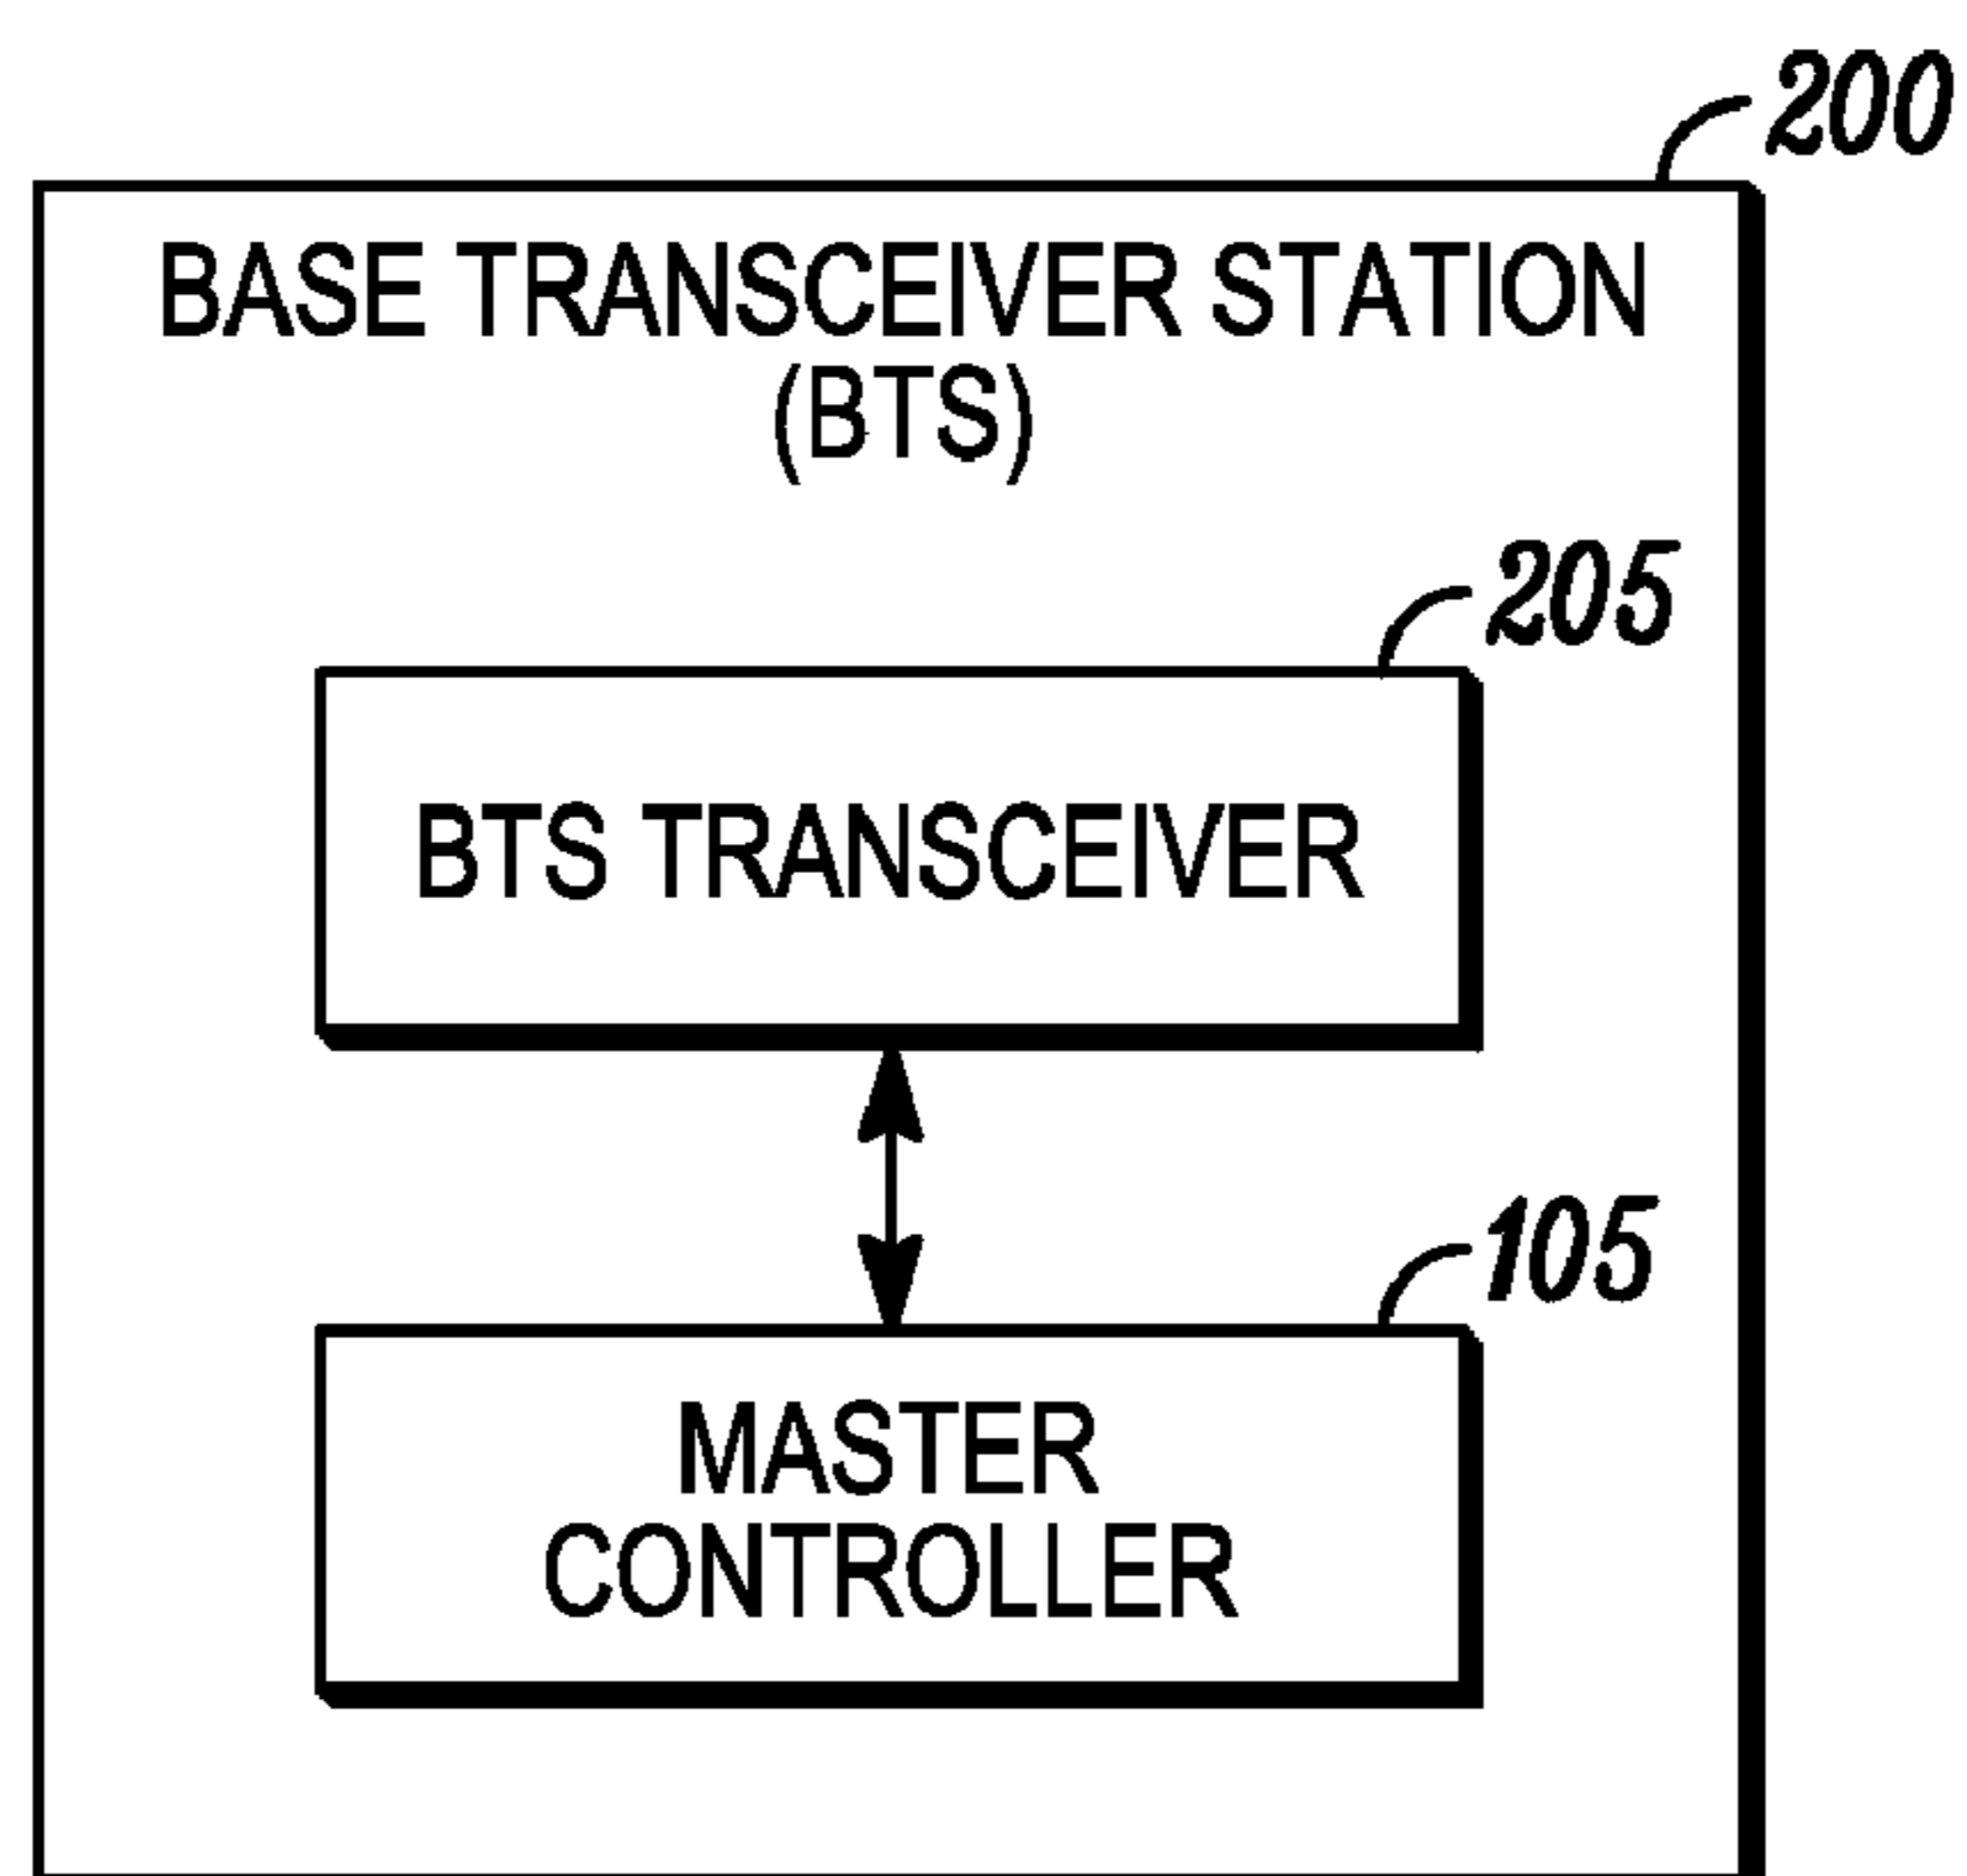 200
BASE TRANSCEIVER STATION
(BTS)
205
BTS TRANSCEIVER
105
MASTER
CONTROLLER